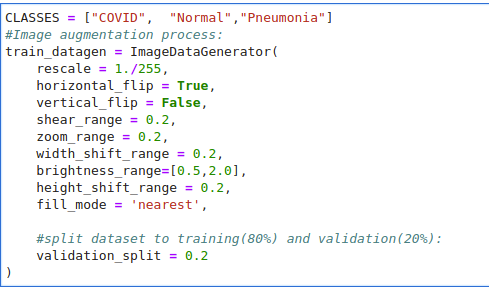 CLASSES = ["COVID",  "Normal","Pneumonia"]
#Image augmentation process:
train_datagen = ImageDataGenerator(
    rescale = 1./255,
    horizontal_flip = True,
    vertical_flip = False,
    shear_range = 0.2,
    zoom_range = 0.2,
    width_shift_range = 0.2,
    brightness_range=[0.5,2.0],
    height_shift_range = 0.2,
    fill_mode = 'nearest',
    #split dataset to training(80%) and validation(20%):
    validation_split = 0.2
)